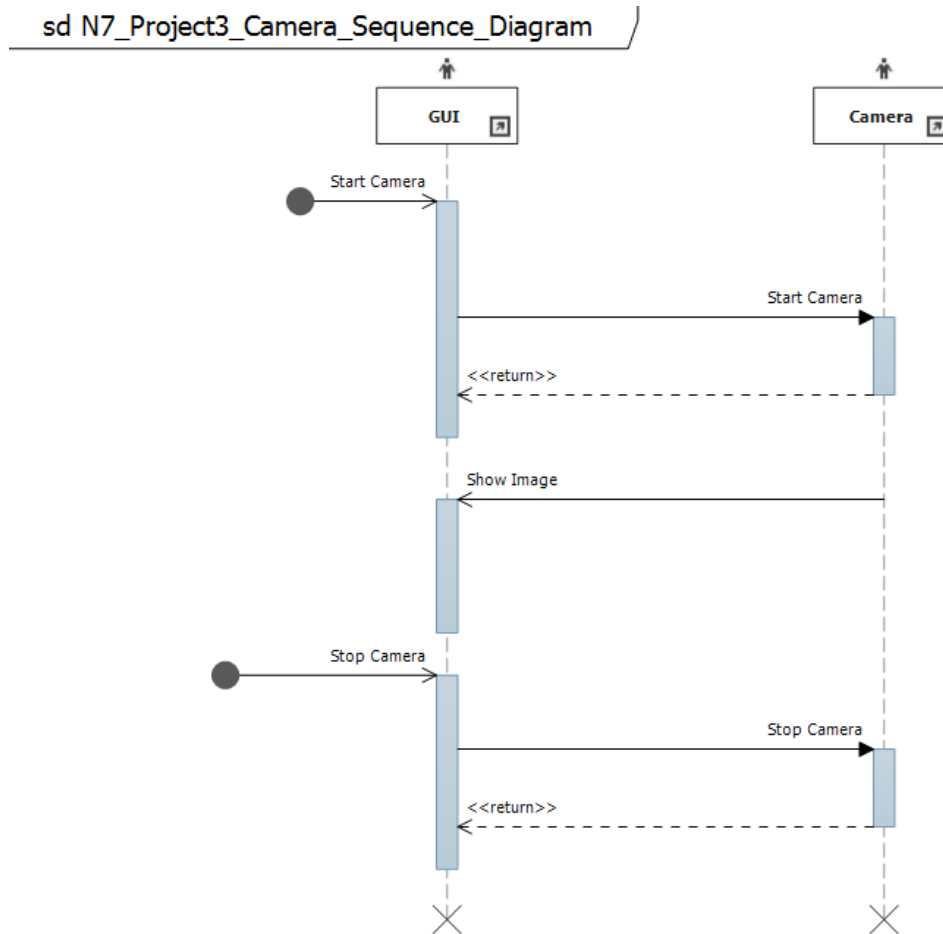 sd N7_Project3_Camera_Sequence_Diagram
GUI
Camera
Start Camera
Start Camera
<<return>>
Show Image
Stop Camera
Stop Camera
<<return>>